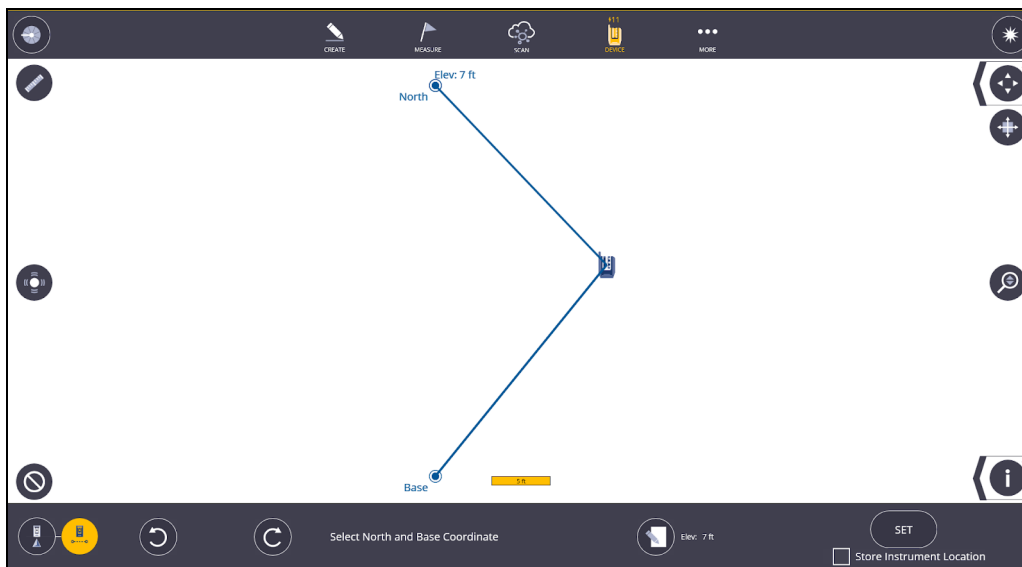 +11
CREATE
MEASURE
SCAN
DEVICE
MORE
Elev: 7 ft
North
Base
5 ft
Select North and Base Coordinate
Elev: 7 ft
SET
Store Instrument Location